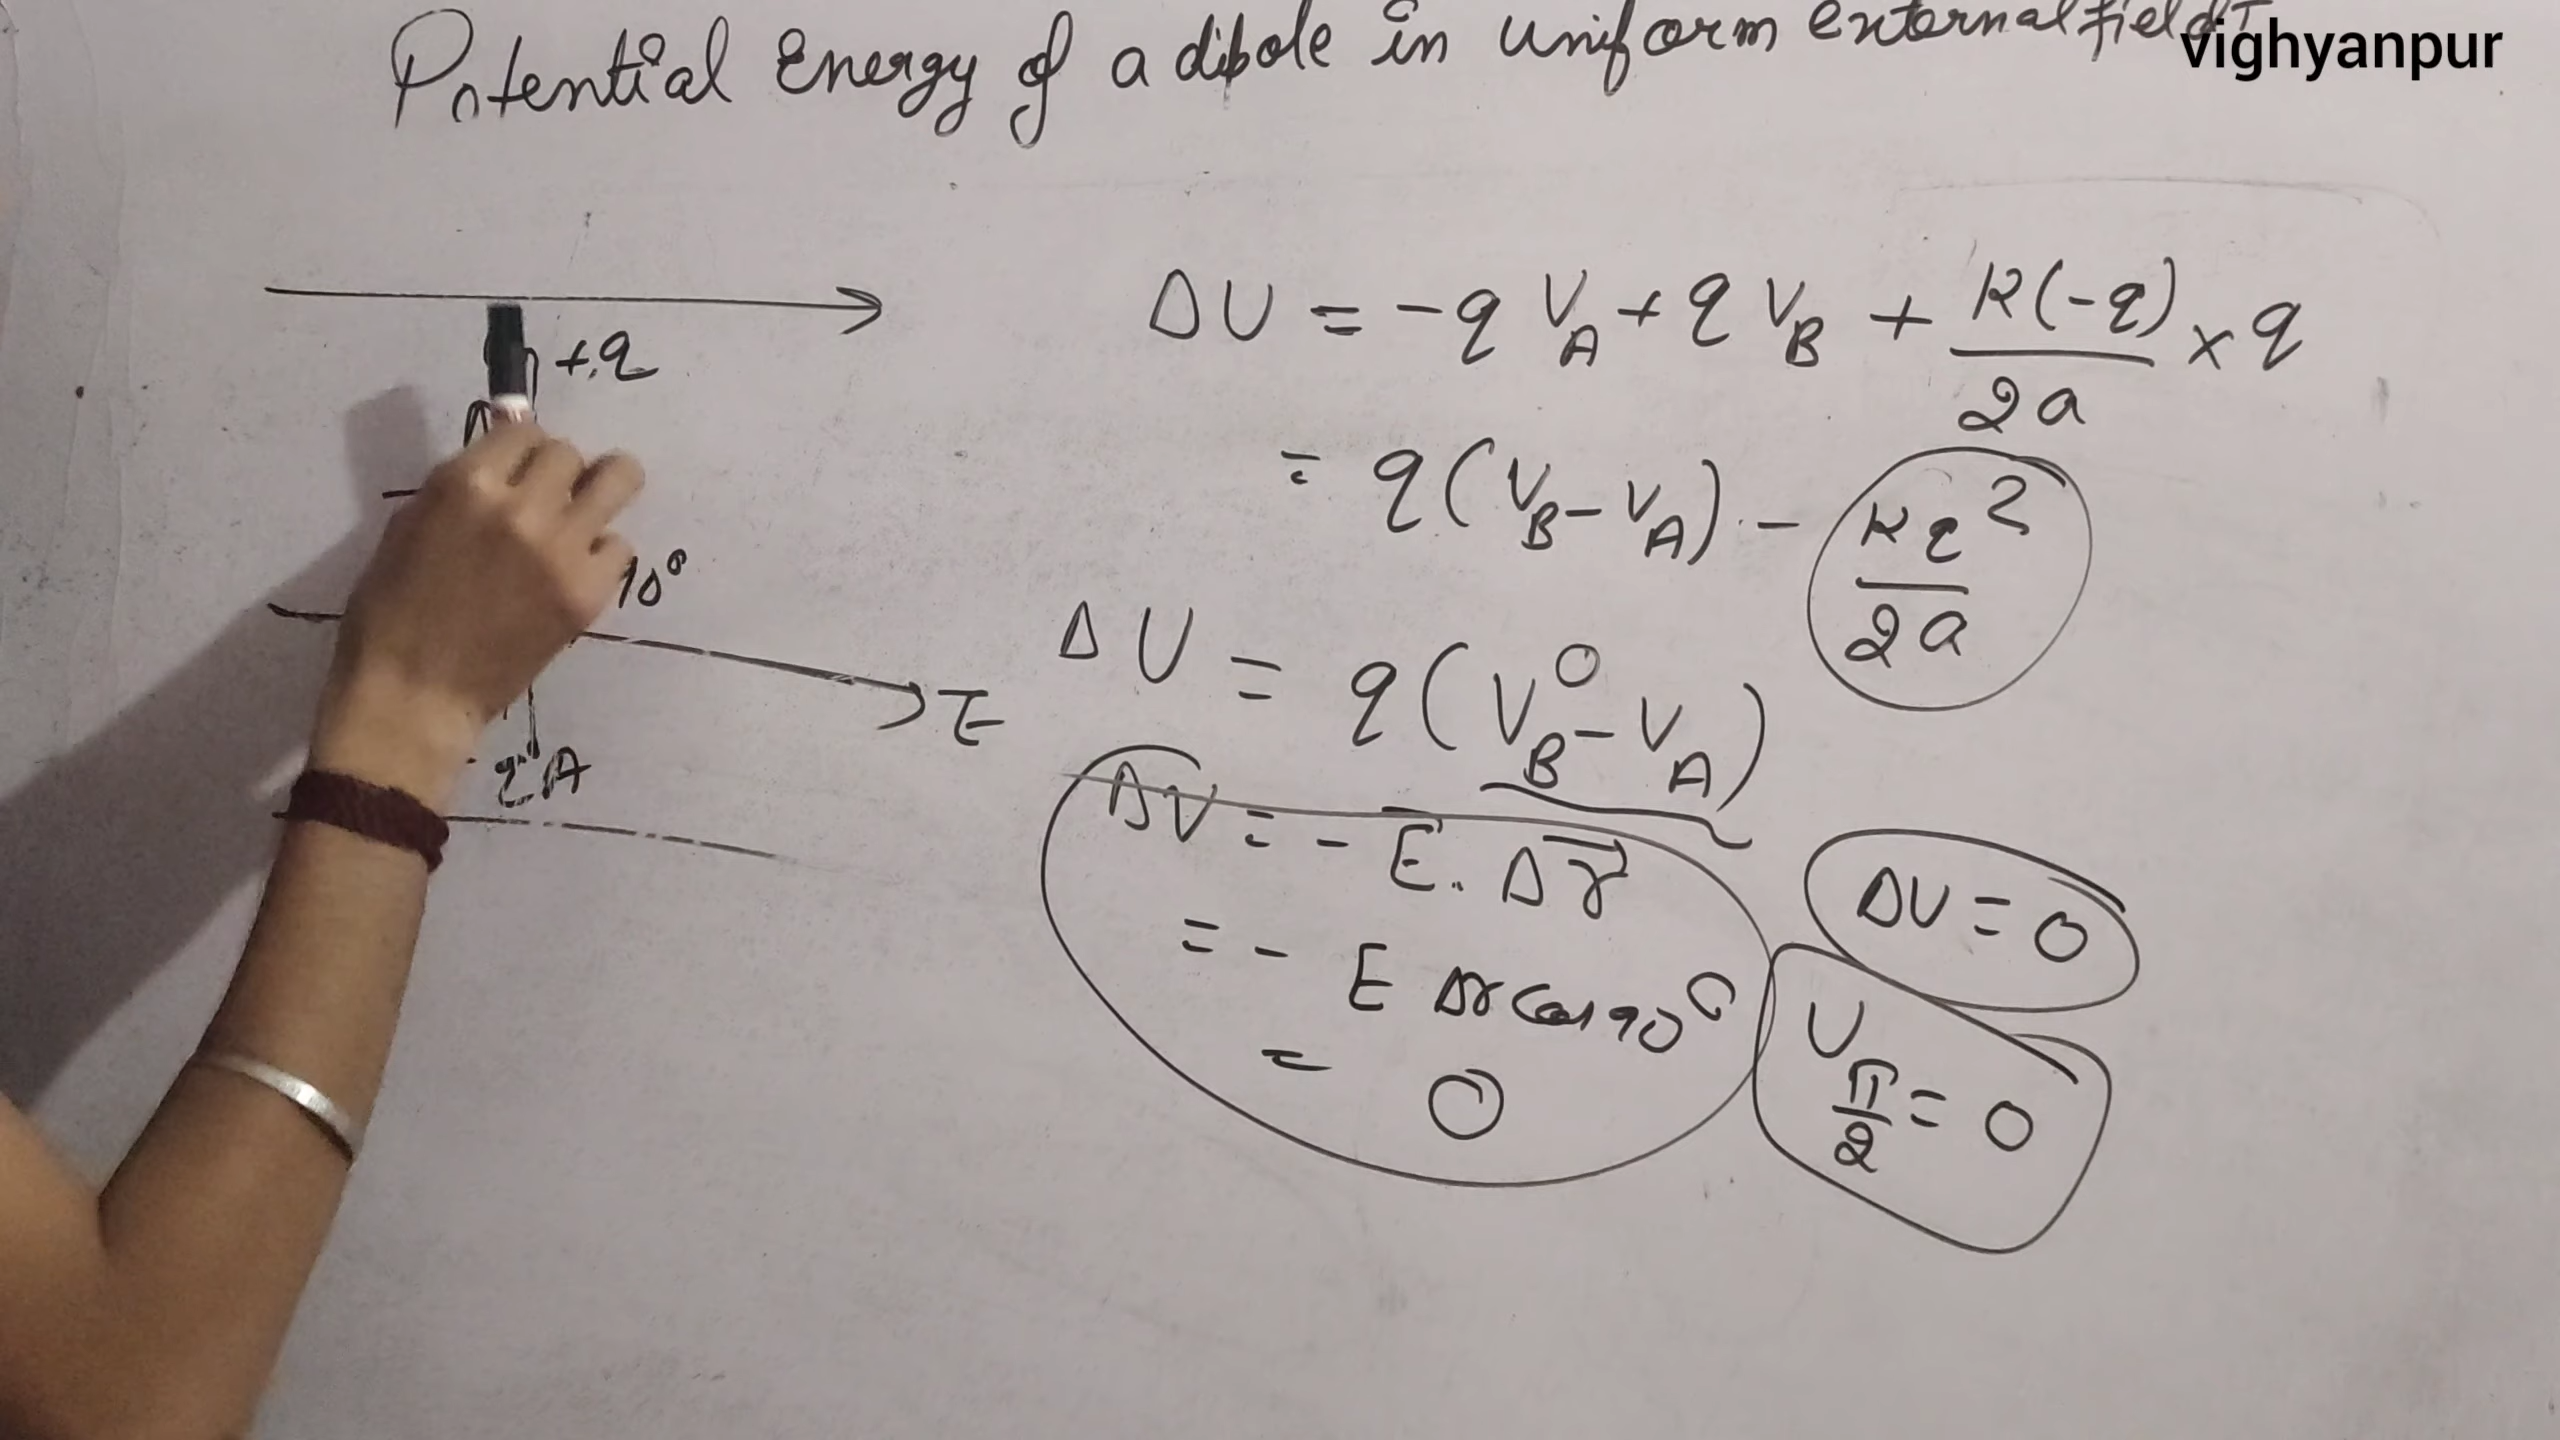 Potential Energy of a dipole in uniform external field :-
vighyanpur
+q
E
A
ΔU = -q V_A + q V_B + K(-q)/2a × q
= q(V_B - V_A) - Kq²/2a
ΔU = q(V_B - V_A) 0
ΔV = - E⃗ . Δr⃗
= - E Δr Cos 90°
= 0
ΔU = 0
U_π/2 = 0